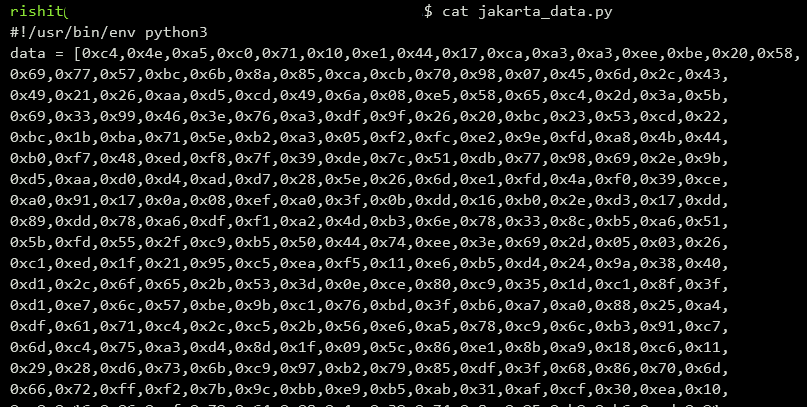 rishit $ cat jakarta_data.py
#!/usr/bin/env python3
data = [0xc4,0x4e,0xa5,0xc0,0x71,0x10,0xe1,0x44,0x17,0xca,0xa3,0xa3,0xee,0xbe,0x20,0x58,
0x69,0x77,0x57,0xbc,0x6b,0x8a,0x85,0xca,0xcb,0x70,0x98,0x07,0x45,0x6d,0x2c,0x43,
0x49,0x21,0x26,0xaa,0xd5,0xcd,0x49,0x6a,0x08,0xe5,0x58,0x65,0xc4,0x2d,0x3a,0x5b,
0x69,0x33,0x99,0x46,0x3e,0x76,0xa3,0xdf,0x9f,0x26,0x20,0xbc,0x23,0x53,0xcd,0x22,
0xbc,0x1b,0xba,0x71,0x5e,0xb2,0xa3,0x05,0xf2,0xfc,0xe2,0x9e,0xfd,0xa8,0x4b,0x44,
0xb0,0xf7,0x48,0xed,0xf8,0x7f,0x39,0xde,0x7c,0x51,0xdb,0x77,0x98,0x69,0x2e,0x9b,
0xd5,0xaa,0xd0,0xd4,0xad,0xd7,0x28,0x5e,0x26,0x6d,0xe1,0xfd,0x4a,0xf0,0x39,0xce,
0xa0,0x91,0x17,0x0a,0x08,0xef,0xa0,0x3f,0x0b,0xdd,0x16,0xb0,0x2e,0xd3,0x17,0xdd,
0x89,0xdd,0x78,0xa6,0xdf,0xf1,0xa2,0x4d,0xb3,0x6e,0x78,0x33,0x8c,0xb5,0xa6,0x51,
0x5b,0xfd,0x55,0x2f,0xc9,0xb5,0x50,0x44,0x74,0xee,0x3e,0x69,0x2d,0x05,0x03,0x26,
0xc1,0xed,0x1f,0x21,0x95,0xc5,0xea,0xf5,0x11,0xe6,0xb5,0xd4,0x24,0x9a,0x38,0x40,
0xd1,0x2c,0x6f,0x65,0x2b,0x53,0x3d,0x0e,0xce,0x80,0xc9,0x35,0x1d,0xc1,0x8f,0x3f,
0xd1,0xe7,0x6c,0x57,0xbe,0x9b,0xc1,0x76,0xbd,0x3f,0xb6,0xa7,0xa0,0x88,0x25,0xa4,
0xdf,0x61,0x71,0xc4,0x2c,0xc5,0x2b,0x56,0xe6,0xa5,0x78,0xc9,0x6c,0xb3,0x91,0xc7,
0x6d,0xc4,0x75,0xa3,0xd4,0x8d,0x1f,0x09,0x5c,0x86,0xe1,0x8b,0xa9,0x18,0xc6,0x11,
0x29,0x28,0xd6,0x73,0x6b,0xc9,0x97,0xb2,0x79,0x85,0xdf,0x3f,0x68,0x86,0x70,0x6d,
0x66,0x72,0xff,0xf2,0x7b,0x9c,0xbb,0xe9,0xb5,0xab,0x31,0xaf,0xcf,0x30,0xea,0x10,